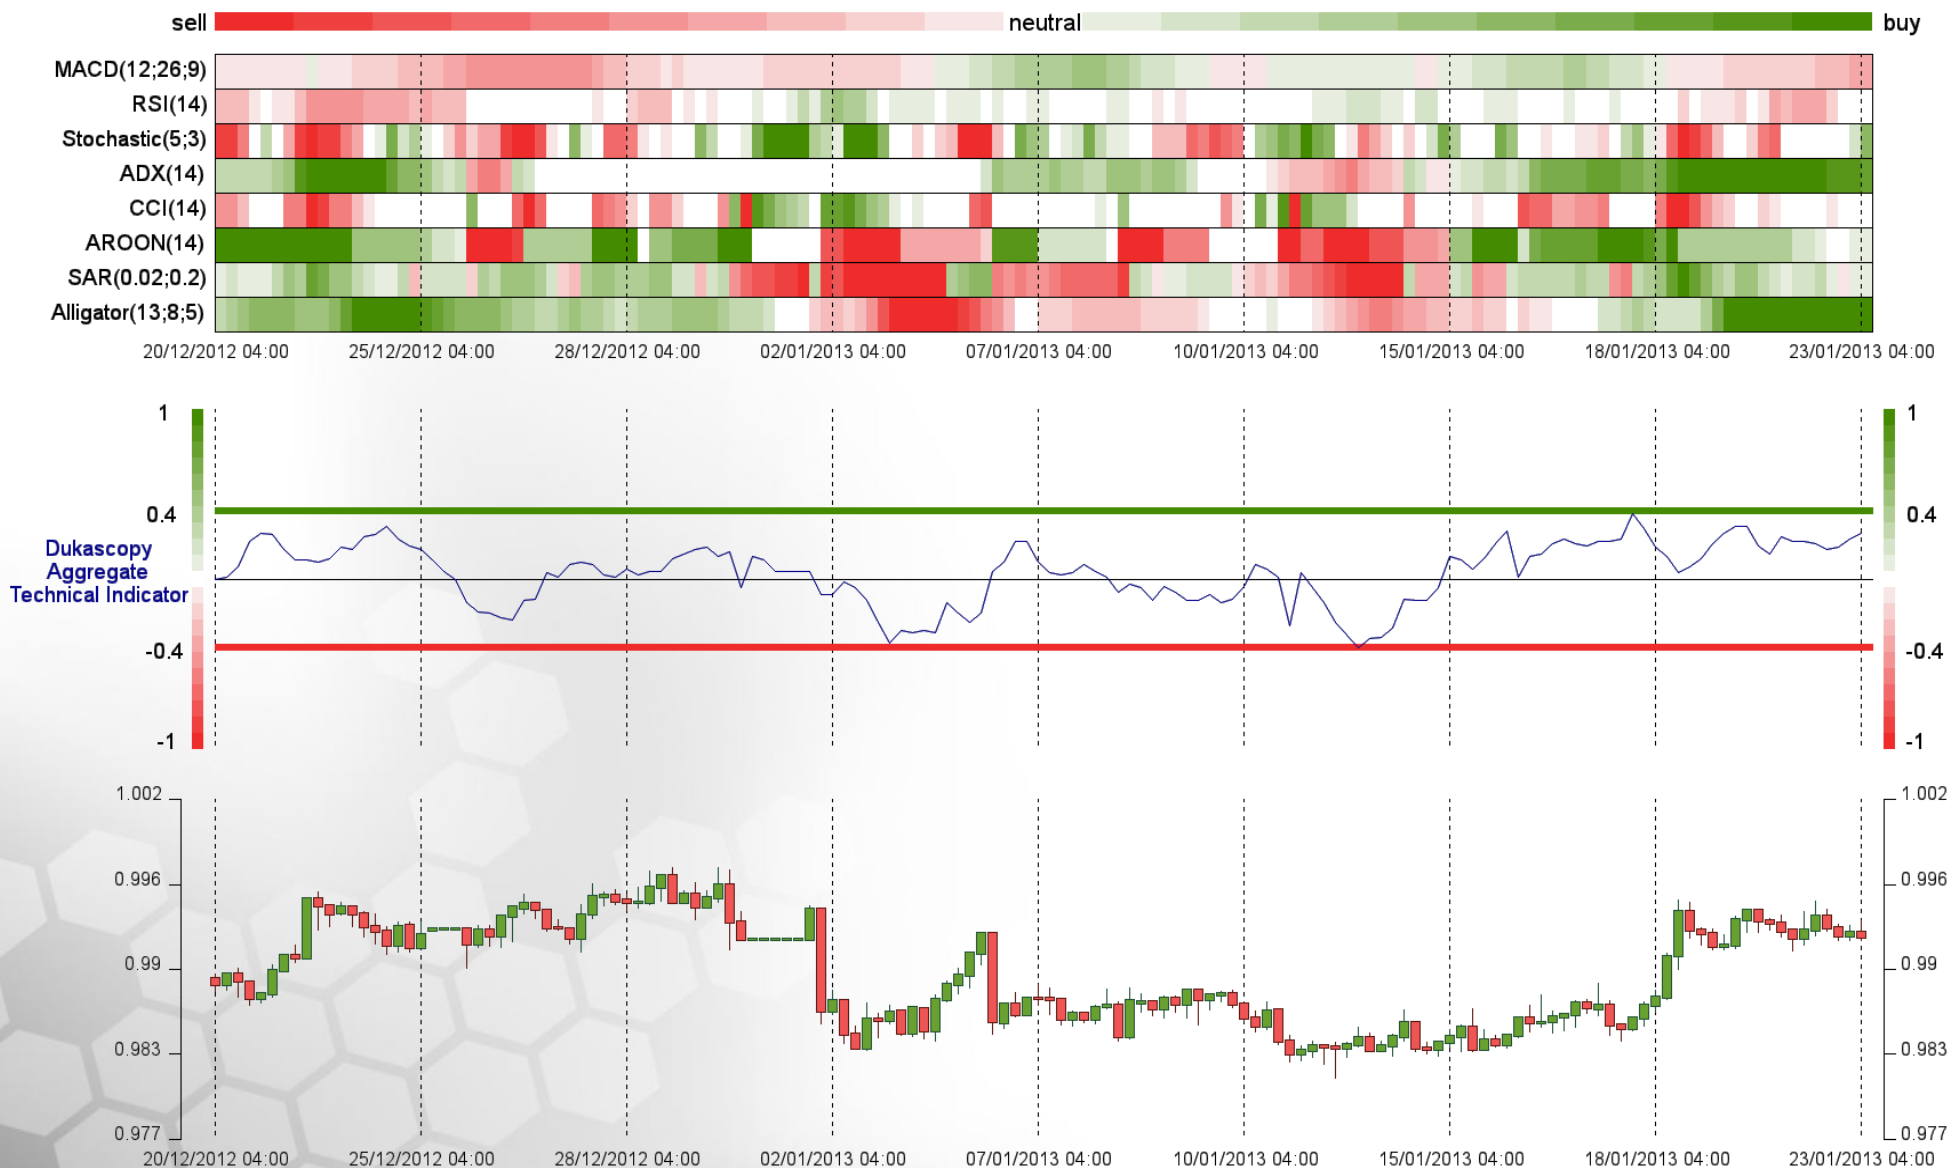 sell neutral buy
MACD(12;26;9)
RSI(14)
Stochastic(5;3)
ADX(14)
CCI(14)
AROON(14)
SAR(0.02;0.2)
Alligator(13;8;5)
20/12/2012 04:00 25/12/2012 04:00 28/12/2012 04:00 02/01/2013 04:00 07/01/2013 04:00 10/01/2013 04:00 15/01/2013 04:00 18/01/2013 04:00 23/01/2013 04:00
1 1
0.4 0.4
Dukascopy
Aggregate
Technical Indicator
-0.4 -0.4
-1 -1
1.002 1.002
0.996 0.996
0.99 0.99
0.983 0.983
0.977 0.977
20/12/2012 04:00 25/12/2012 04:00 28/12/2012 04:00 02/01/2013 04:00 07/01/2013 04:00 10/01/2013 04:00 15/01/2013 04:00 18/01/2013 04:00 23/01/2013 04:00